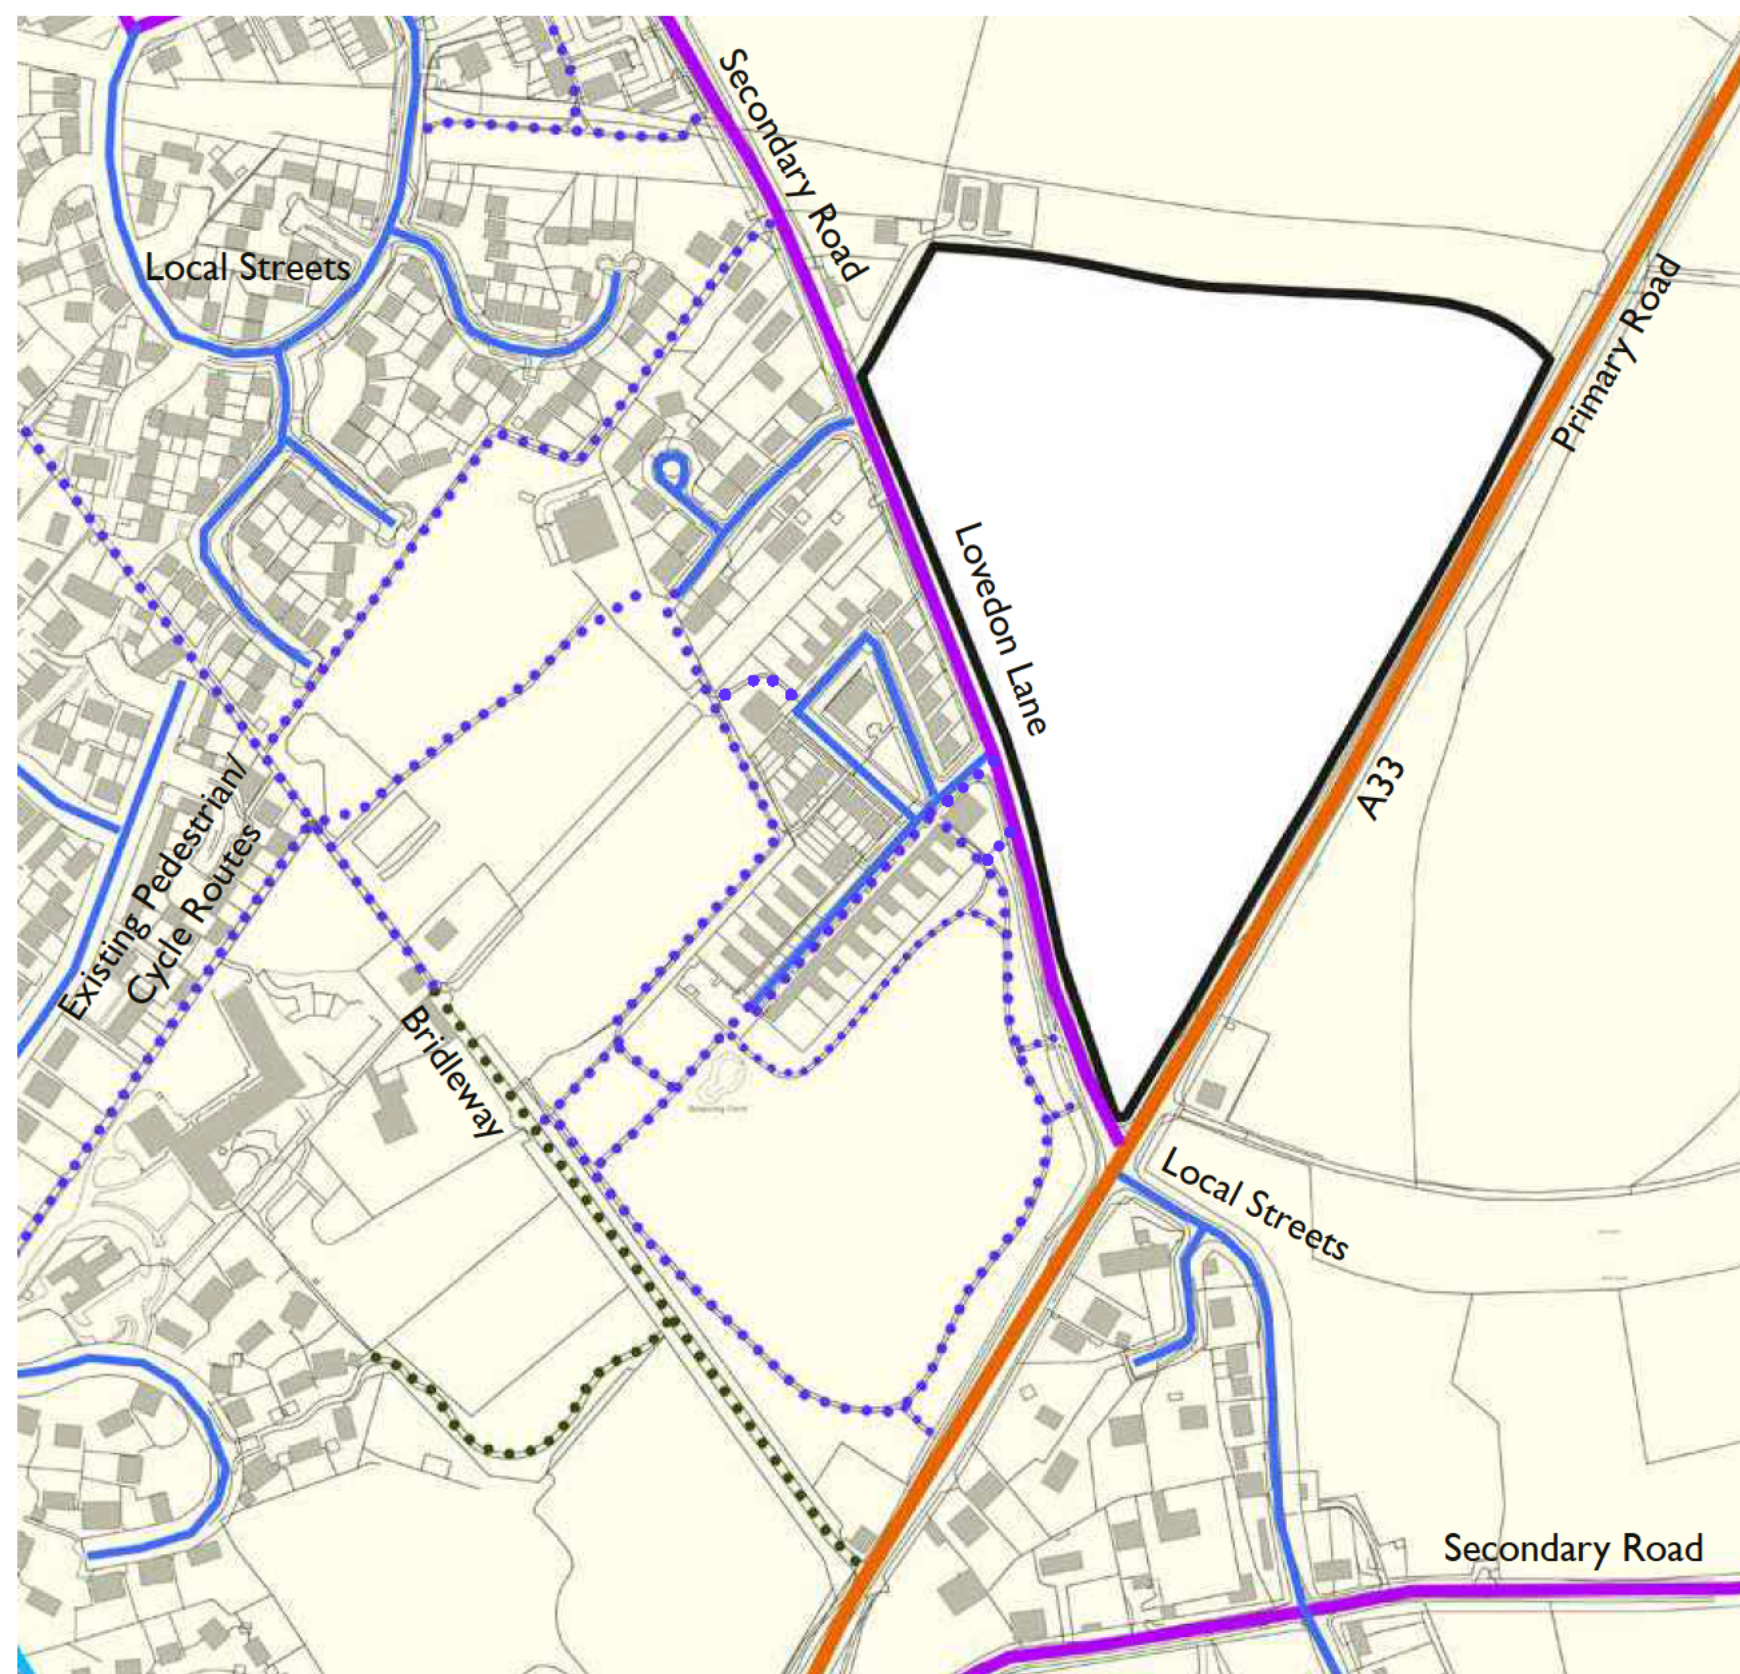 Secondary Road
Local Streets
Primary Road
Lovedon Lane
A33
Existing Pedestrian/
Cycle Routes
Bridleway
Local Streets
Secondary Road